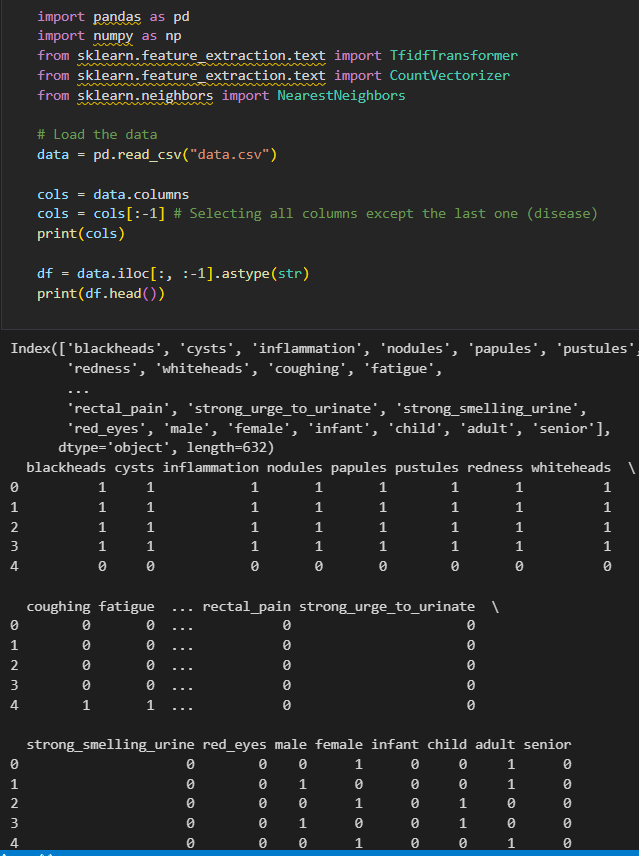 import pandas as pd
import numpy as np
from sklearn.feature_extraction.text import TfidfTransformer
from sklearn.feature_extraction.text import CountVectorizer
from sklearn.neighbors import NearestNeighbors
# Load the data
data = pd.read_csv("data.csv")
cols = data.columns
cols = cols[:-1] # Selecting all columns except the last one (disease)
print(cols)
df = data.iloc[:, :-1].astype(str)
print(df.head())
Index(['blackheads', 'cysts', 'inflammation', 'nodules', 'papules', 'pustules',
'redness', 'whiteheads', 'coughing', 'fatigue',
...
'rectal_pain', 'strong_urge_to_urinate', 'strong_smelling_urine',
'red_eyes', 'male', 'female', 'infant', 'child', 'adult', 'senior'],
dtype='object', length=632)
blackheads cysts inflammation nodules papules pustules redness whiteheads \
0 1 1 1 1 1 1 1 1
1 1 1 1 1 1 1 1 1
2 1 1 1 1 1 1 1 1
3 1 1 1 1 1 1 1 1
4 0 0 0 0 0 0 0 0
coughing fatigue ... rectal_pain strong_urge_to_urinate \
0 0 0 ... 0 0
1 0 0 ... 0 0
2 0 0 ... 0 0
3 0 0 ... 0 0
4 1 1 ... 0 0
strong_smelling_urine red_eyes male female infant child adult senior
0 0 0 0 1 0 0 1 0
1 0 0 1 0 0 0 1 0
2 0 0 0 1 0 1 0 0
3 0 0 1 0 0 1 0 0
4 0 0 0 1 0 0 1 0